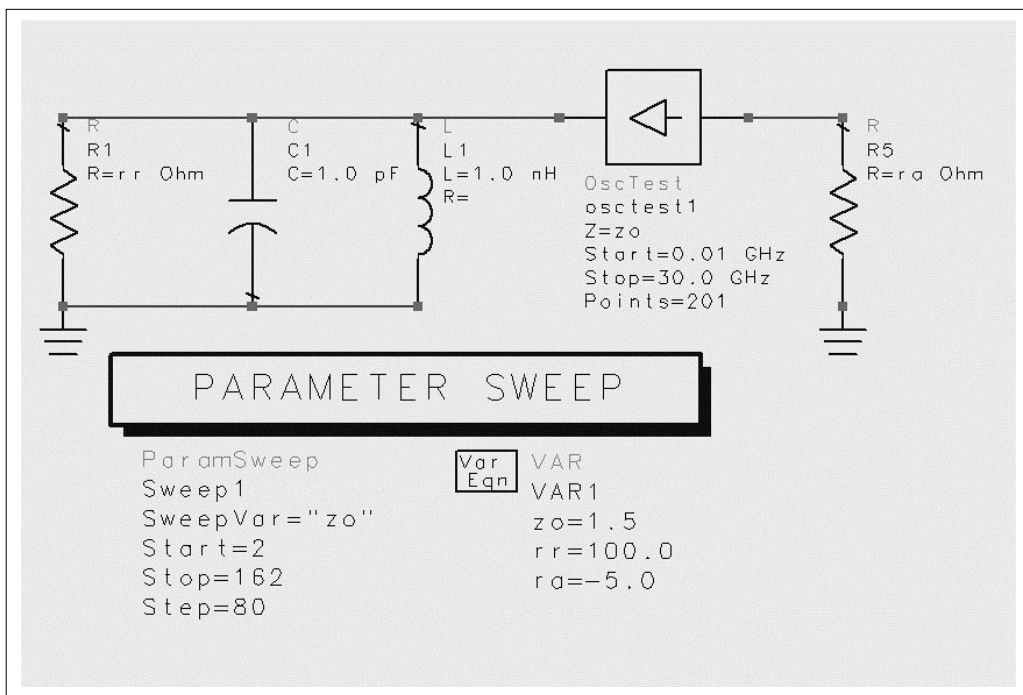 R
R1
R=rr Ohm
C
C1
C=1.0 pF
L
L1
L=1.0 nH
R=
OscTest
osctest1
Z=zo
Start=0.01 GHz
Stop=30.0 GHz
Points=201
R
R5
R=ra Ohm
PARAMETER SWEEP
ParamSweep
Sweep1
SweepVar="zo"
Start=2
Stop=162
Step=80
Var
Eqn
VAR
VAR1
zo=1.5
rr=100.0
ra=-5.0